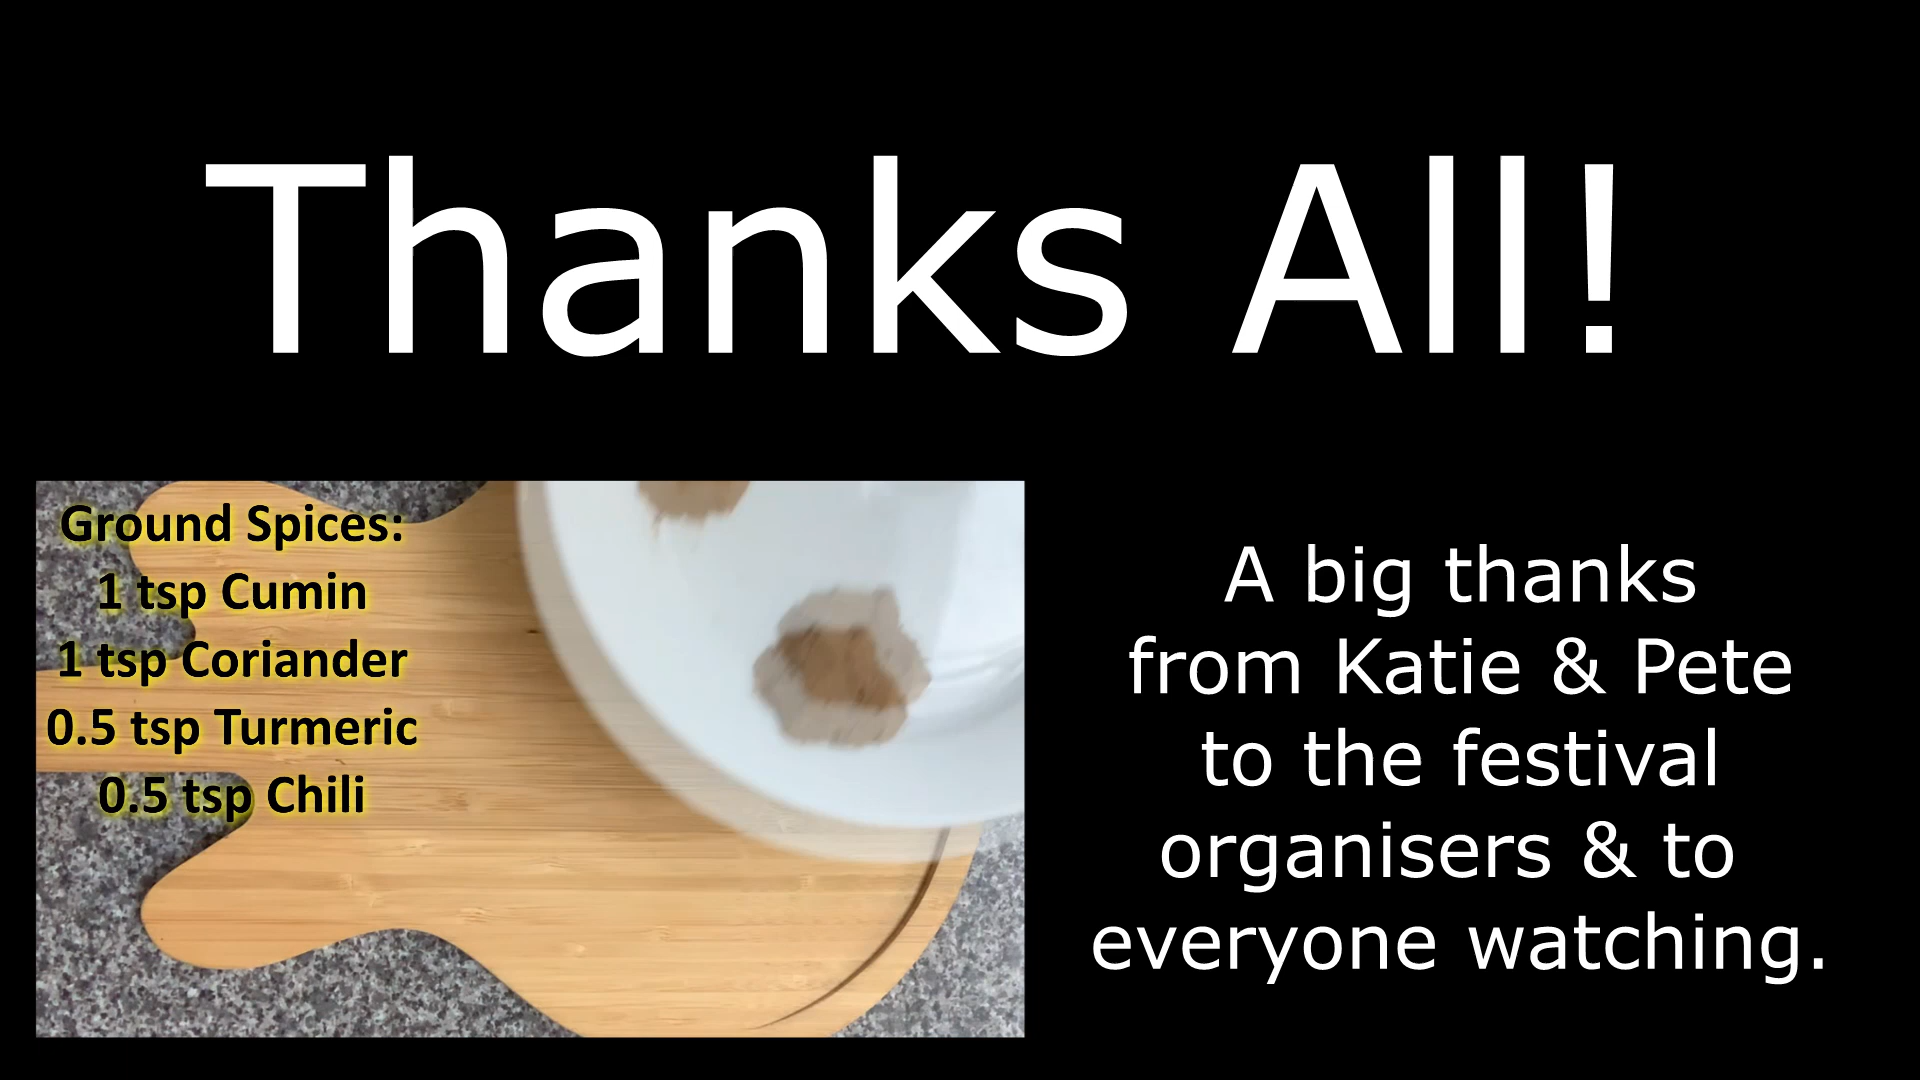 Thanks All!
Ground Spices:
1 tsp Cumin
1 tsp Coriander
0.5 tsp Turmeric
0.5 tsp Chili
A big thanks
from Katie & Pete
to the festival
organisers & to
everyone watching.